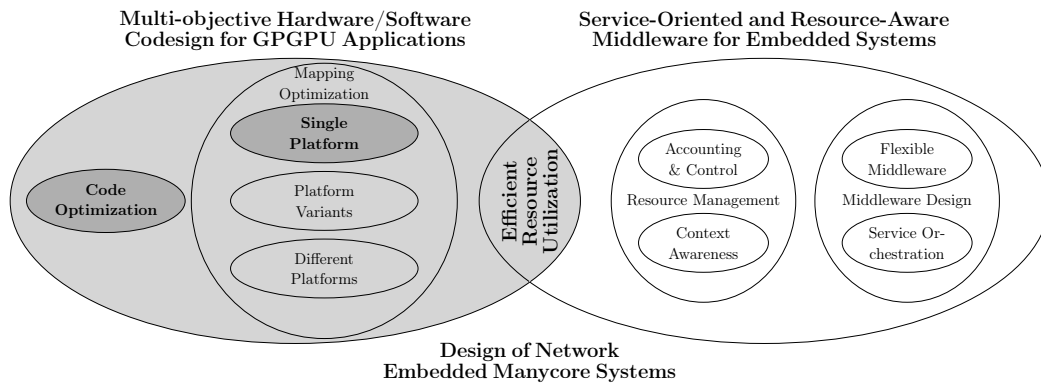 Multi-objective Hardware/Software
Codesign for GPGPU Applications
Service-Oriented and Resource-Aware
Middleware for Embedded Systems
Mapping
Optimization
Single
Platform
Code
Optimization
Platform
Variants
Different
Platforms
Efficient
Resource
Utilization
Accounting
& Control
Resource Management
Context
Awareness
Flexible
Middleware
Middleware Design
Service Or-
chestration
Design of Network
Embedded Manycore Systems